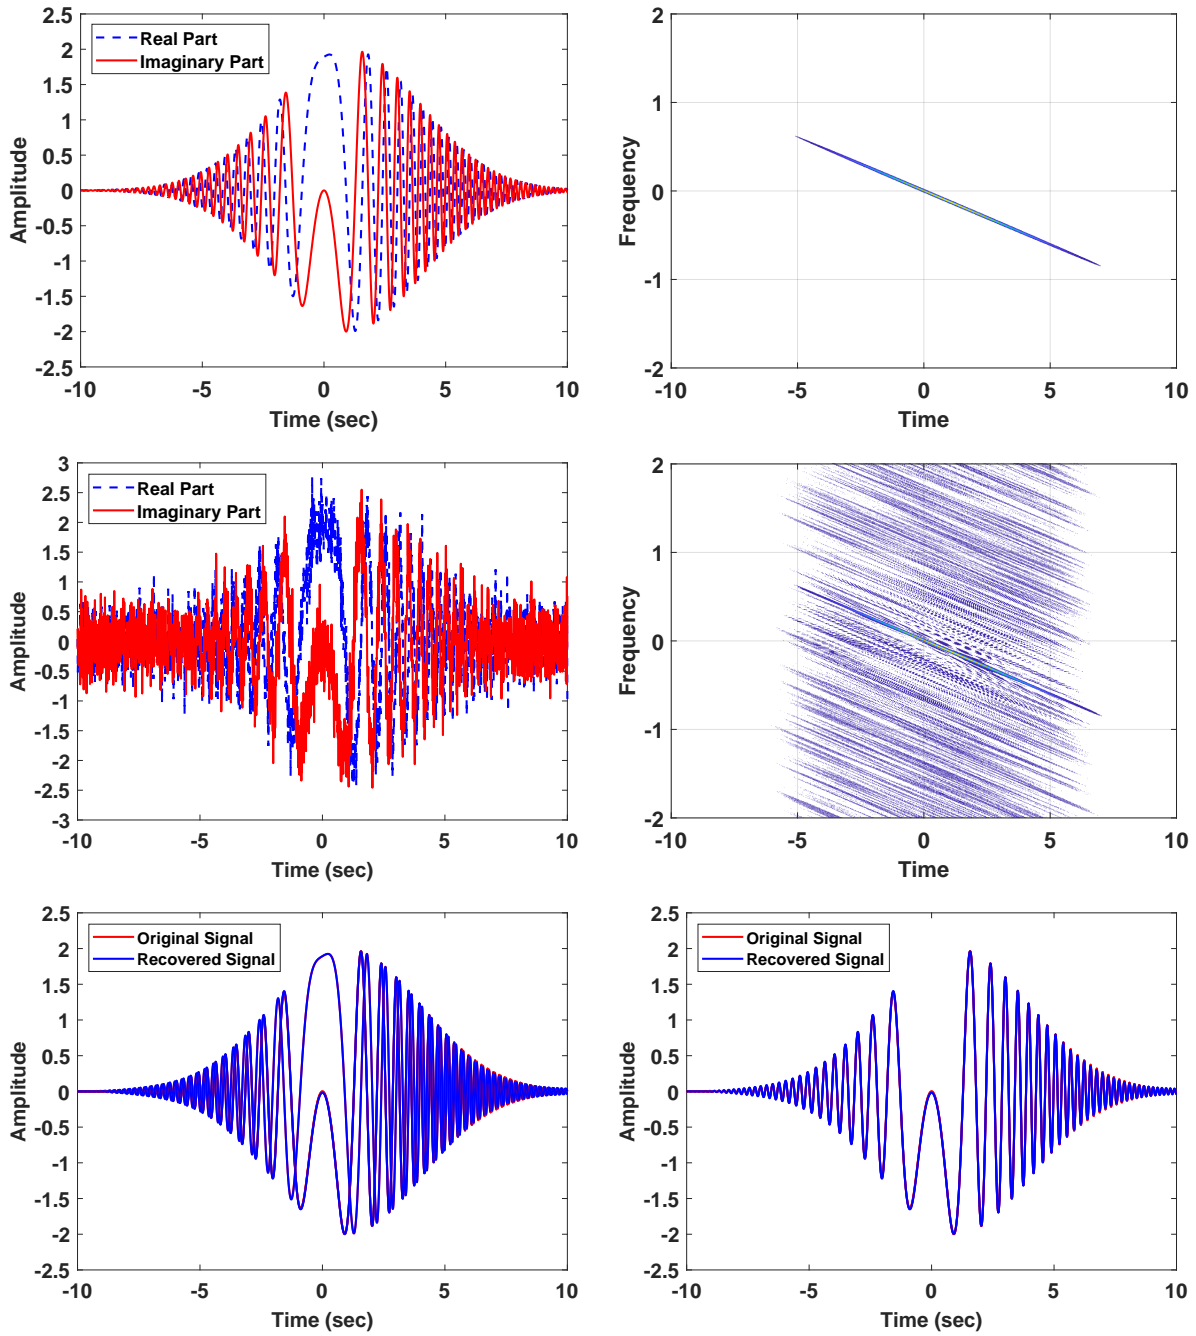 2.5
2
1.5
1
0.5
0
-0.5
-1
-1.5
-2
-2.5
Amplitude
Real Part
Imaginary Part
-10 -5 0 5 10
Time (sec)
2
1
0
-1
-2
Frequency
-10 -5 0 5 10
Time
3
2.5
2
1.5
1
0.5
0
-0.5
-1
-1.5
-2
-2.5
-3
Amplitude
Real Part
Imaginary Part
-10 -5 0 5 10
Time (sec)
2
1
0
-1
-2
Frequency
-10 -5 0 5 10
Time
2.5
2
1.5
1
0.5
0
-0.5
-1
-1.5
-2
-2.5
Amplitude
Original Signal
Recovered Signal
-10 -5 0 5 10
Time (sec)
2.5
2
1.5
1
0.5
0
-0.5
-1
-1.5
-2
-2.5
Amplitude
Original Signal
Recovered Signal
-10 -5 0 5 10
Time (sec)